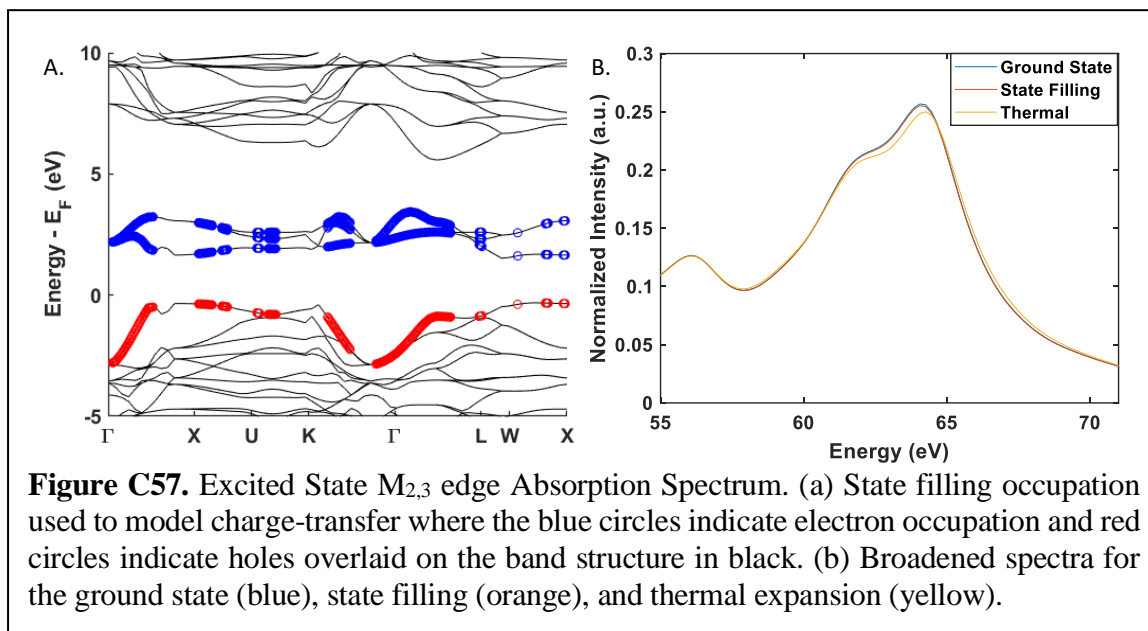 A.
10
5
0
-5
Energy - E_F (eV)
Γ X U K Γ L W X
B.
0.3
0.25
0.2
0.15
0.1
0.05
0
Normalized Intensity (a.u.)
Ground State
State Filling
Thermal
55 60 65 70
Energy (eV)
Figure C57. Excited State M2,3 edge Absorption Spectrum. (a) State filling occupation
used to model charge-transfer where the blue circles indicate electron occupation and red
circles indicate holes overlaid on the band structure in black. (b) Broadened spectra for
the ground state (blue), state filling (orange), and thermal expansion (yellow).